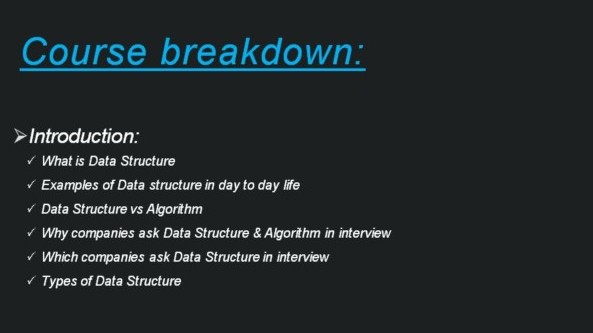 Course breakdown:
➢Introduction:
✓ What is Data Structure
✓ Examples of Data structure in day to day life
✓ Data Structure vs Algorithm
✓ Why companies ask Data Structure & Algorithm in interview
✓ Which companies ask Data Structure in interview
✓ Types of Data Structure